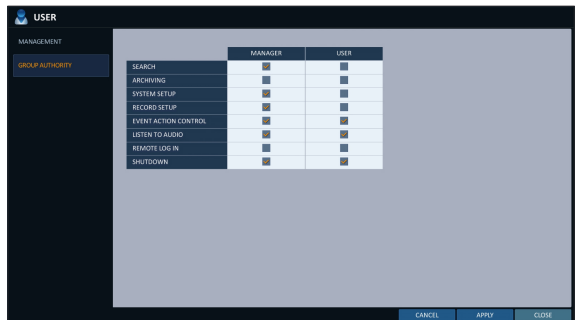 USER
MANAGEMENT
GROUP AUTHORITY
MANAGER USER
SEARCH
ARCHIVING
SYSTEM SETUP
RECORD SETUP
EVENT ACTION CONTROL
LISTEN TO AUDIO
REMOTE LOG IN
SHUTDOWN
CANCEL APPLY CLOSE